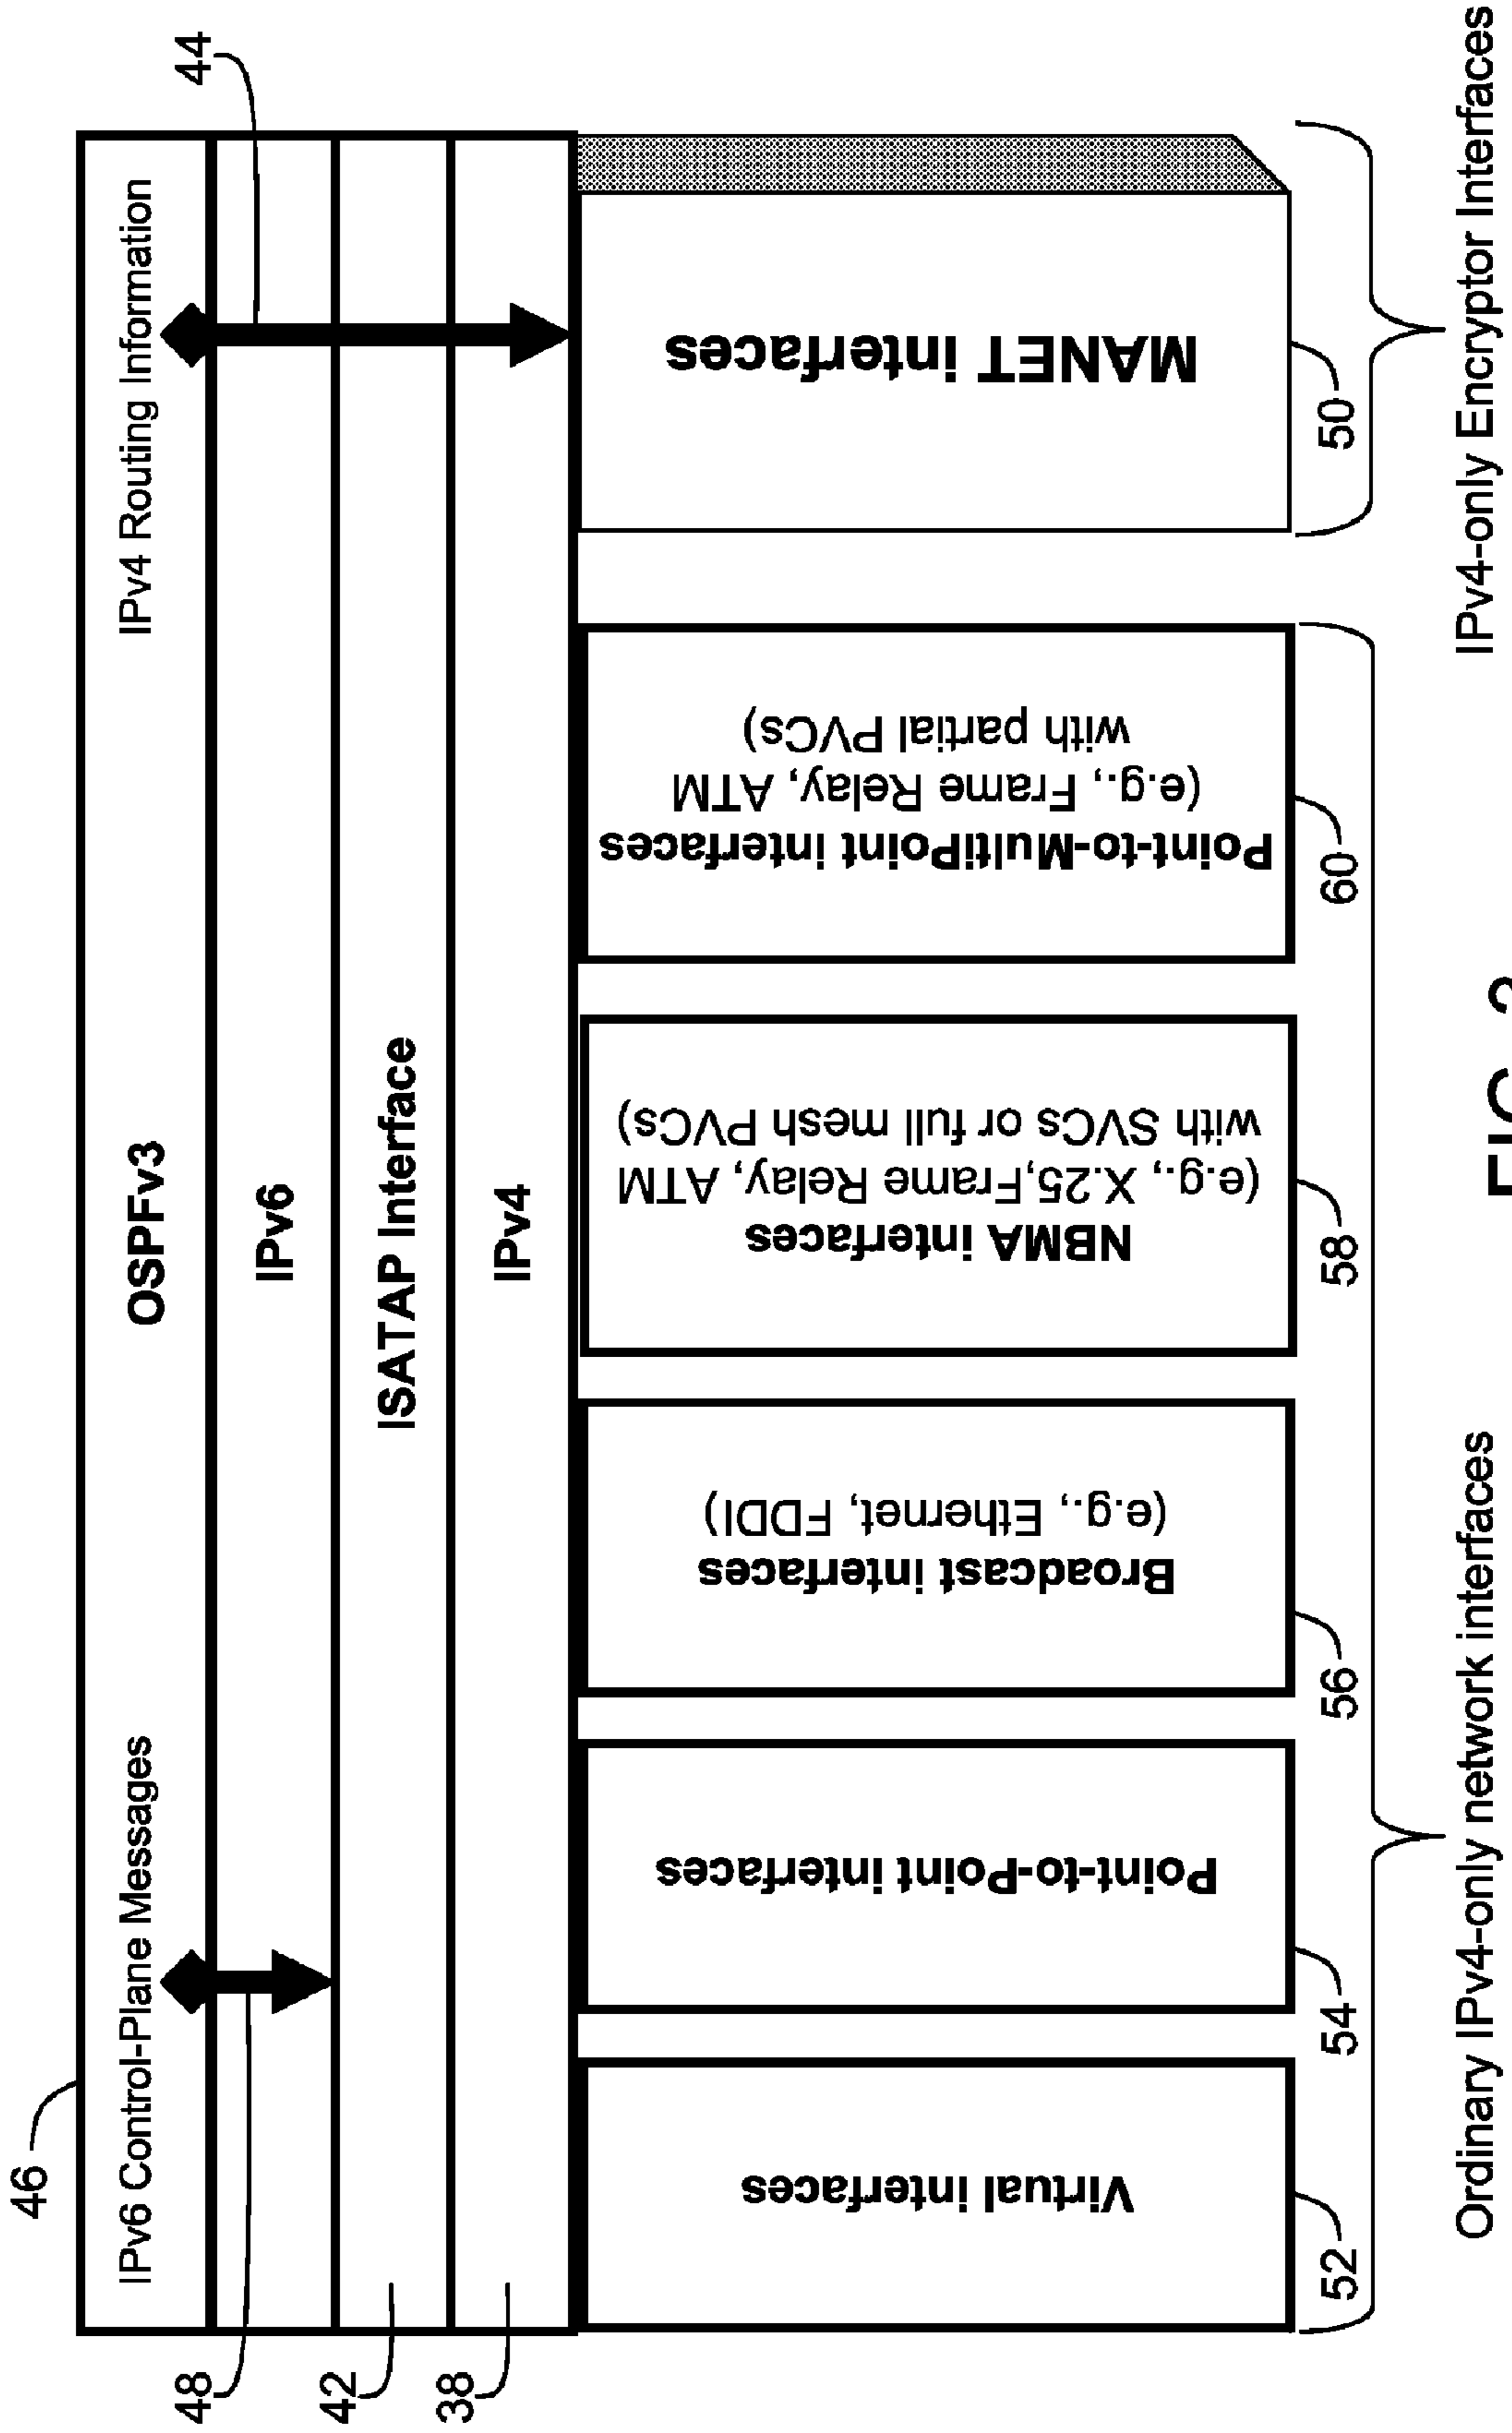 46
44
IPv6 Control-Plane Messages
OSPFv3
IPv4 Routing Information
48
IPv6
42
ISATAP Interface
38
IPv4
Virtual interfaces
Point-to-Point interfaces
Broadcast interfaces
(e.g., Ethernet, FDDI)
NBMA interfaces
(e.g., X.25,Frame Relay, ATM
with SVCs or full mesh PVCs)
Point-to-MultiPoint interfaces
(e.g., Frame Relay, ATM
with partial PVCs)
MANET interfaces
52
54
56
58
60
50
Ordinary IPv4-only network interfaces
IPv4-only Encryptor Interfaces
FIG